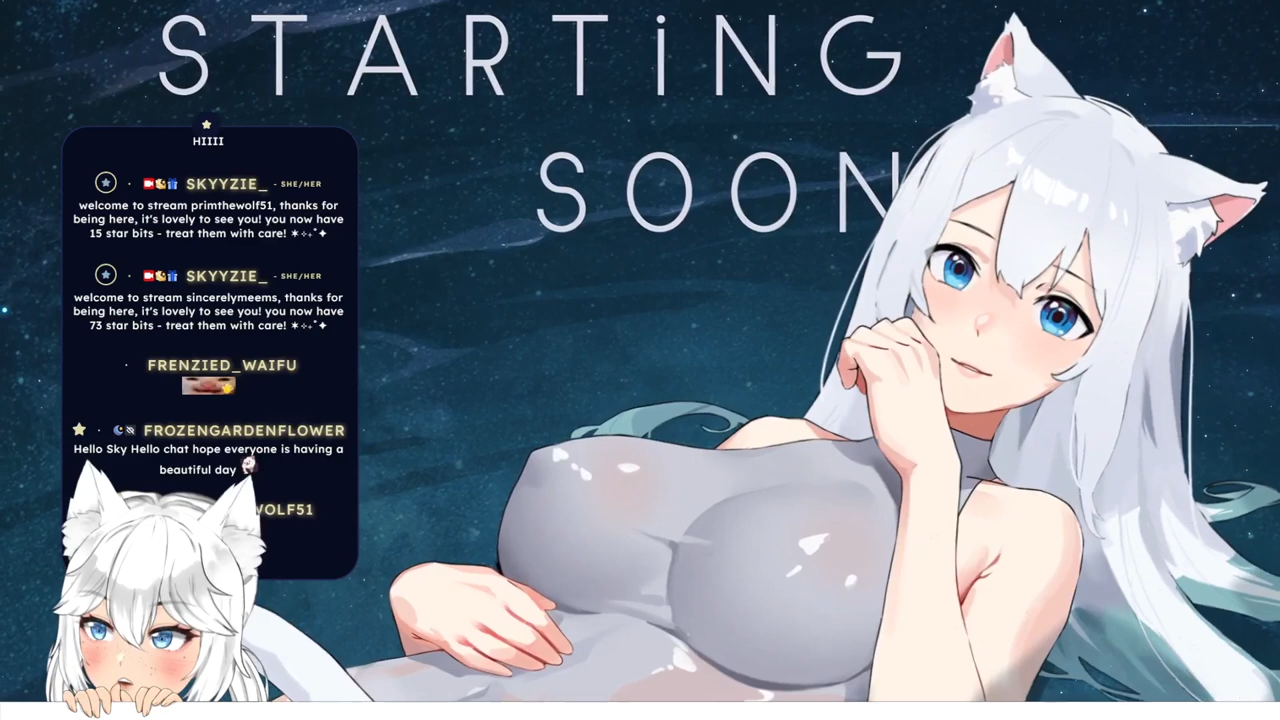 STARTiNG
SOON
HIIII
SKYYZIE_ - SHE/HER
welcome to stream primthewolf51, thanks for
being here, it's lovely to see you! you now have
15 star bits - treat them with care! ✶✧˖⁺˚✦
SKYYZIE_ - SHE/HER
welcome to stream sincerelymeems, thanks for
being here, it's lovely to see you! you now have
73 star bits - treat them with care! ✶✧˖⁺˚✦
FRENZIED_WAIFU
FROZENGARDENFLOWER
Hello Sky Hello chat hope everyone is having a
beautiful day
WOLF51